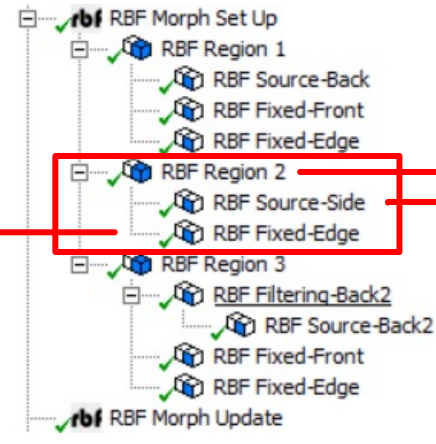 rbf RBF Morph Set Up
RBF Region 1
RBF Source-Back
RBF Fixed-Front
RBF Fixed-Edge
RBF Region 2
RBF Source-Side
RBF Fixed-Edge
RBF Region 3
RBF Filtering-Back2
RBF Source-Back2
RBF Fixed-Front
RBF Fixed-Edge
rbf RBF Morph Update